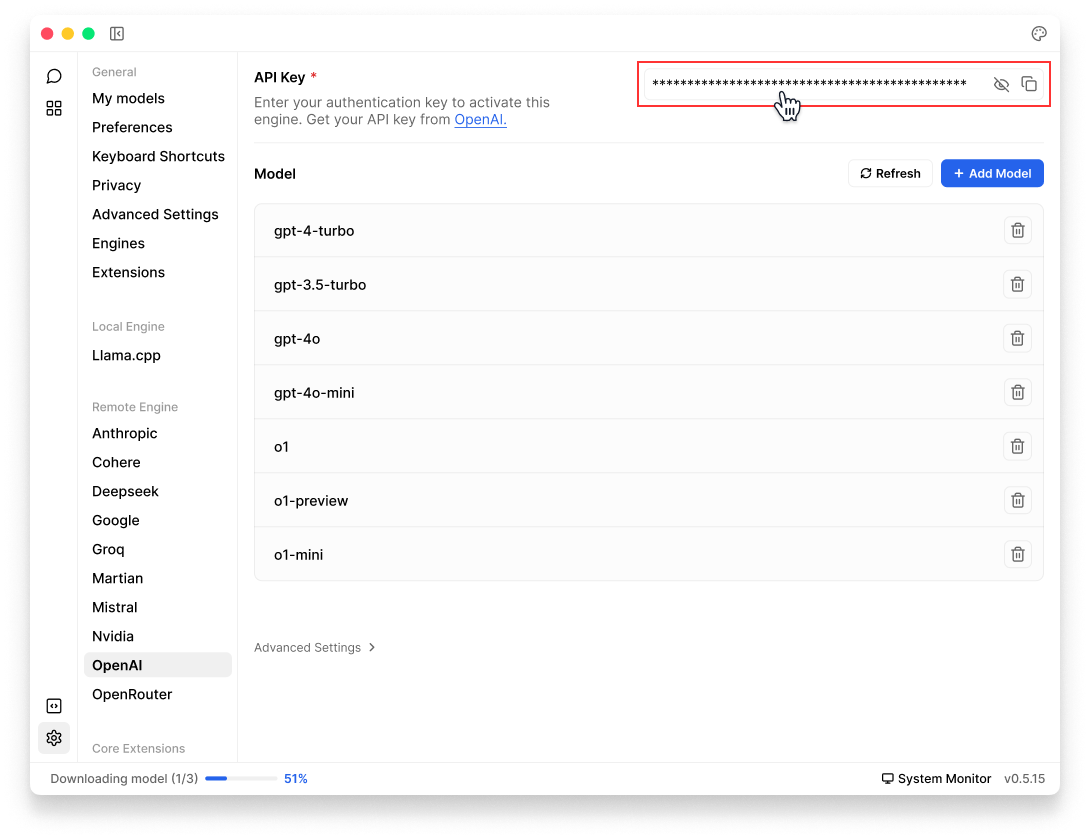 General
My models
Preferences
Keyboard Shortcuts
Privacy
Advanced Settings
Engines
Extensions
Local Engine
Llama.cpp
Remote Engine
Anthropic
Cohere
Deepseek
Google
Groq
Martian
Mistral
Nvidia
OpenAI
OpenRouter
Core Extensions
API Key *
Enter your authentication key to activate this
engine. Get your API key from OpenAI.
*********************************************
Model
Refresh
+ Add Model
gpt-4-turbo
gpt-3.5-turbo
gpt-4o
gpt-4o-mini
o1
o1-preview
o1-mini
Advanced Settings
Downloading model (1/3) 51%
System Monitor v0.5.15